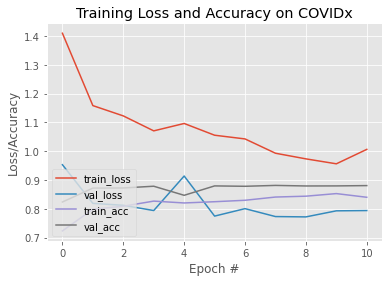 Training Loss and Accuracy on COVIDx
Loss/Accuracy
1.4
1.3
1.2
1.1
1.0
0.9
0.8
0.7
train_loss
val_loss
train_acc
val_acc
0 2 4 6 8 10
Epoch #